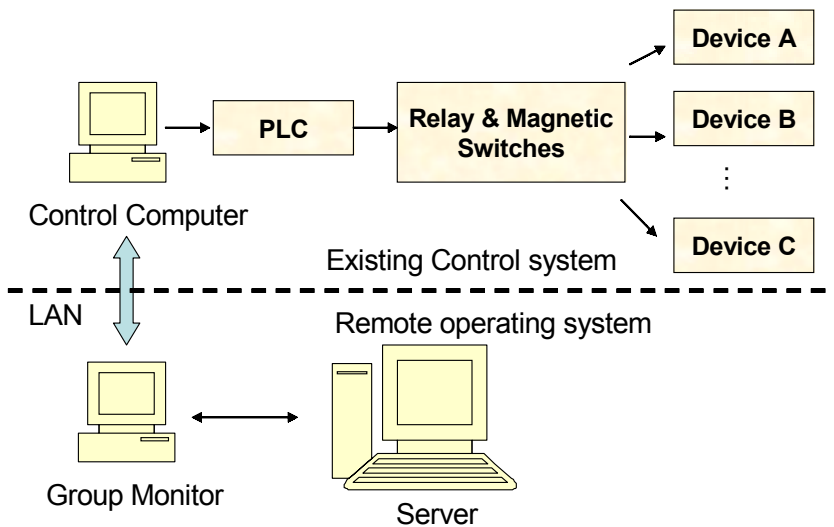 Device A
PLC
Relay & Magnetic
Switches
Device B
⋮
Control Computer
Device C
Existing Control system
LAN
Remote operating system
Group Monitor
Server